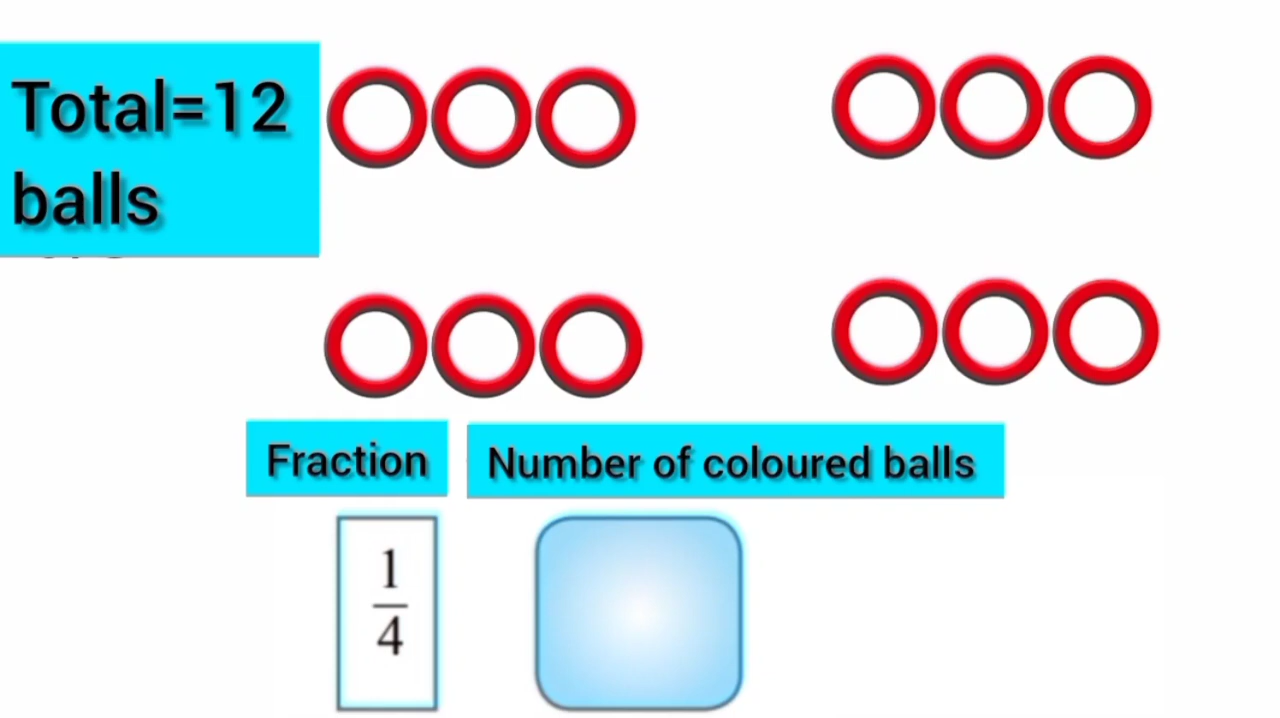 Total=12
balls
Fraction
Number of coloured balls
1
4